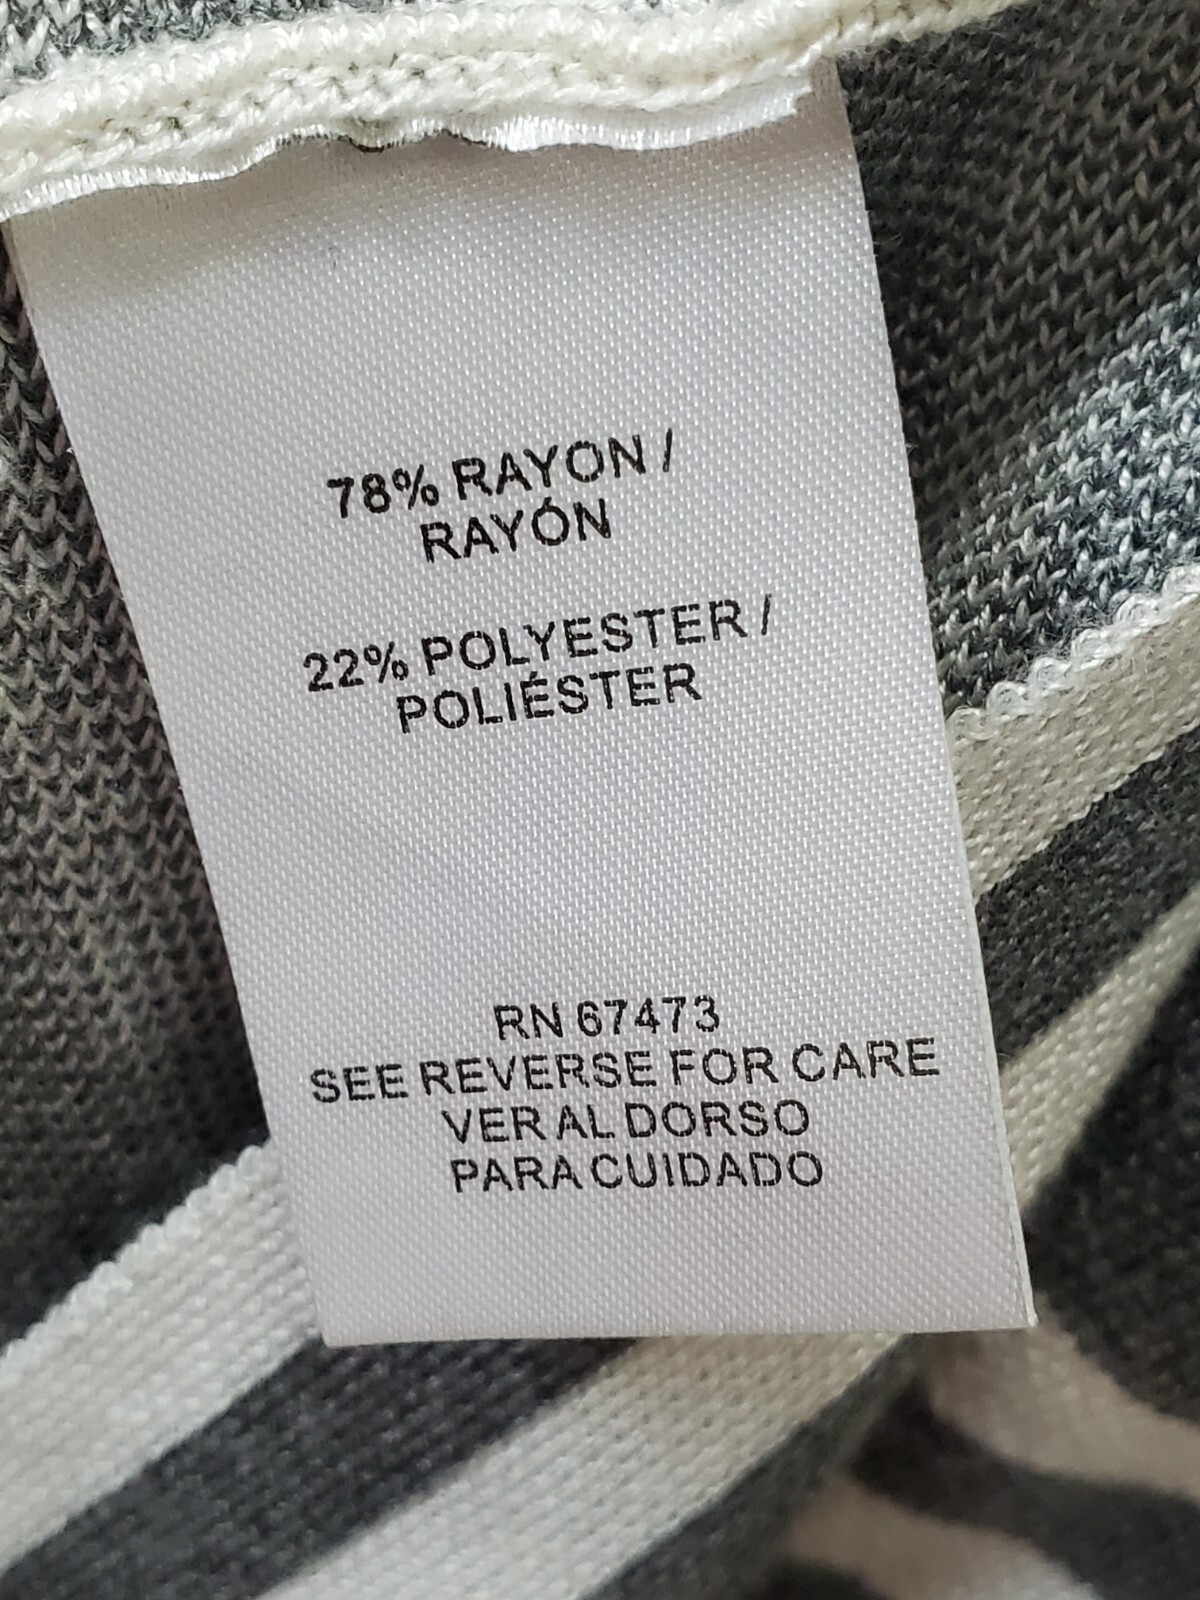 78% RAYON /
RAYÓN
22% POLYESTER /
POLIÉSTER
RN 67473
SEE REVERSE FOR CARE
VER AL DORSO
PARA CUIDADO